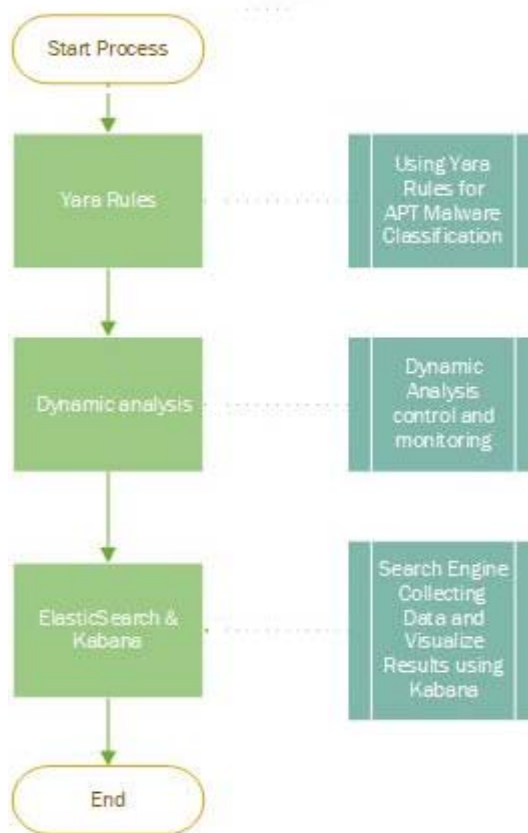 Start Process
Yara Rules
Using Yara
Rules for
APT Malware
Classification
Dynamic analysis
Dynamic
Analysis
control and
monitoring
ElasticSearch &
Kabana
Search Engine
Collecting
Data and
Visualize
Results using
Kabana
End